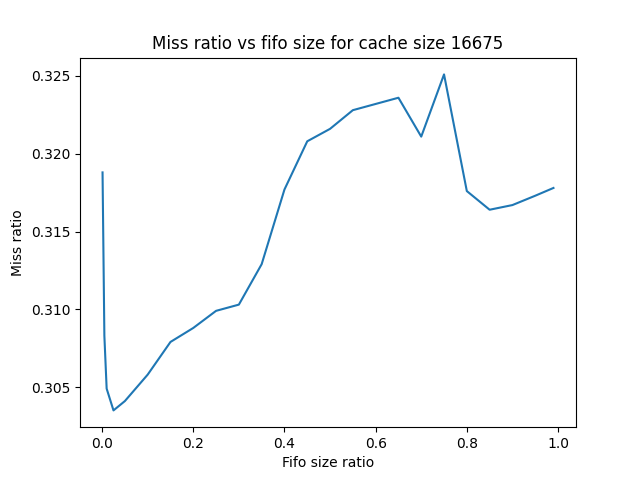 Miss ratio vs fifo size for cache size 16675
0.325
0.320
0.315
0.310
0.305
Miss ratio
0.0 0.2 0.4 0.6 0.8 1.0
Fifo size ratio